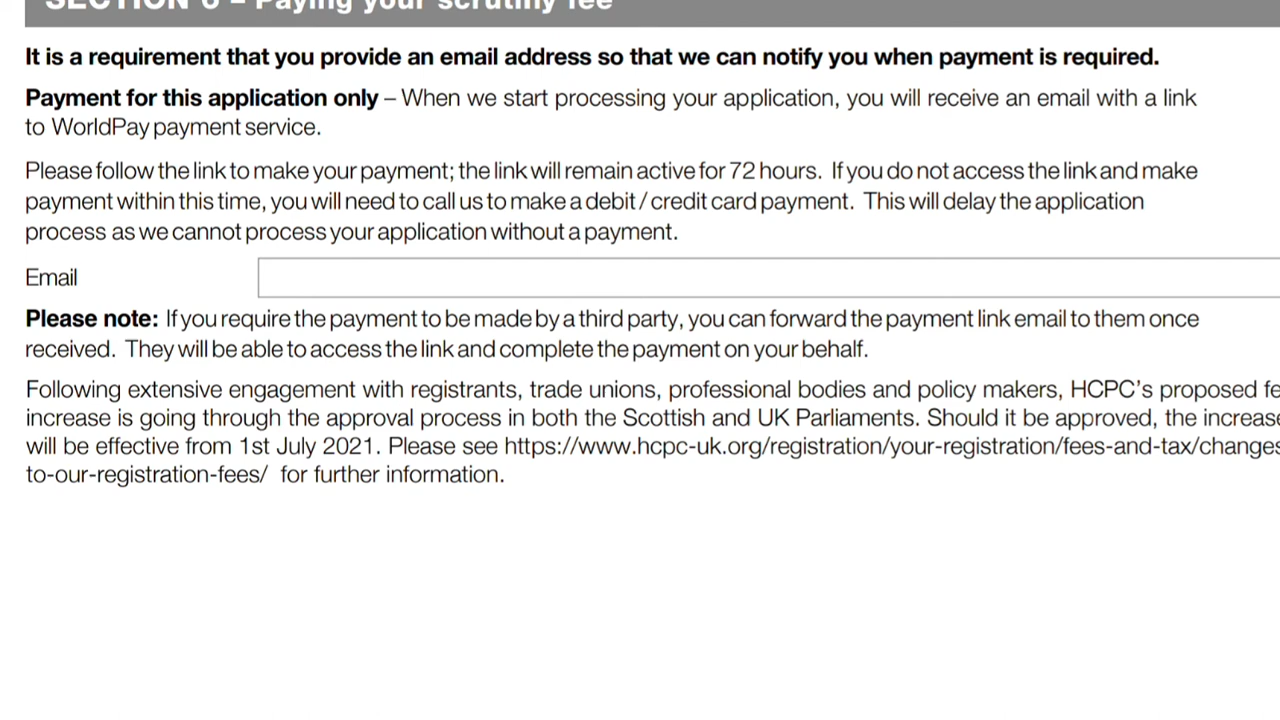 SECTION 6 – Paying your scrutiny fee
It is a requirement that you provide an email address so that we can notify you when payment is required.
Payment for this application only – When we start processing your application, you will receive an email with a link
to WorldPay payment service.
Please follow the link to make your payment; the link will remain active for 72 hours. If you do not access the link and make
payment within this time, you will need to call us to make a debit / credit card payment. This will delay the application
process as we cannot process your application without a payment.
Email
Please note: If you require the payment to be made by a third party, you can forward the payment link email to them once
received. They will be able to access the link and complete the payment on your behalf.
Following extensive engagement with registrants, trade unions, professional bodies and policy makers, HCPC's proposed fe
increase is going through the approval process in both the Scottish and UK Parliaments. Should it be approved, the increase
will be effective from 1st July 2021. Please see https://www.hcpc-uk.org/registration/your-registration/fees-and-tax/changes
to-our-registration-fees/ for further information.